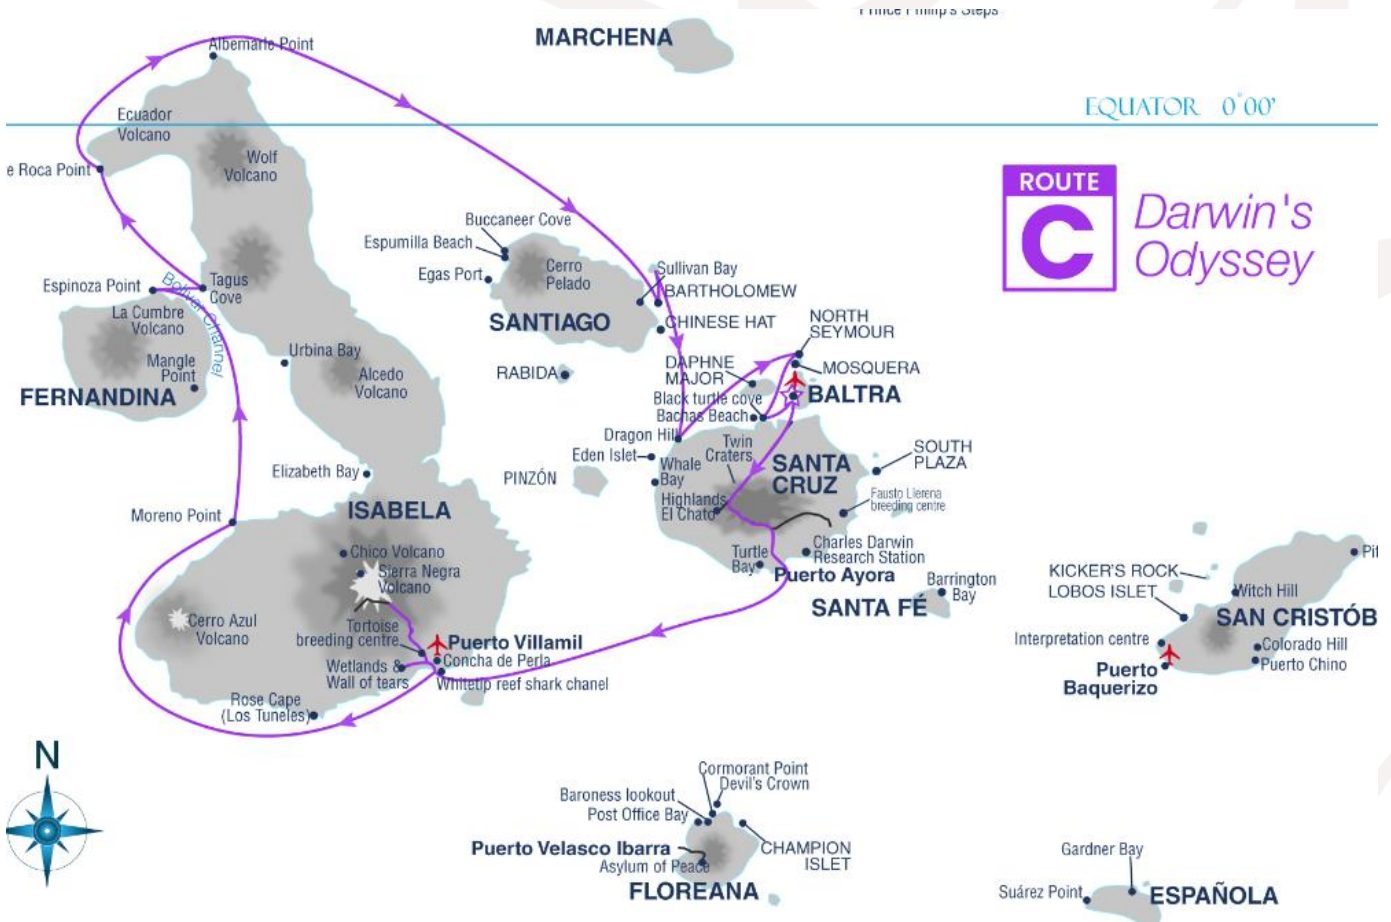 Prince Phillip's Steps
MARCHENA
Albemarle Point
EQUATOR 0°00'
Ecuador
Volcano
Wolf
Volcano
e Roca Point
ROUTE
C
Darwin's
Odyssey
Buccaneer Cove
Espumilla Beach
Egas Port
Cerro
Pelado
SANTIAGO
Sullivan Bay
BARTHOLOMEW
CHINESE HAT
NORTH
SEYMOUR
MOSQUERA
DAPHNE
MAJOR
BALTRA
Black turtle cove
Bachas Beach
RABIDA
Espinoza Point
Tagus
Cove
Bolivar Channel
La Cumbre
Volcano
Mangle
Point
FERNANDINA
Urbina Bay
Alcedo
Volcano
Dragon Hill
Eden Islet
Whale
Bay
Twin
Craters
SANTA
CRUZ
SOUTH
PLAZA
Highlands
El Chato
Fausto Llerena
breeding centre
PINZÓN
Elizabeth Bay
ISABELA
Moreno Point
Chico Volcano
Sierra Negra
Volcano
Turtle
Bay
Charles Darwin
Research Station
Puerto Ayora
SANTA FÉ
Barrington
Bay
KICKER'S ROCK
LOBOS ISLET
Pit
Witch Hill
SAN CRISTÓB
Interpretation centre
Colorado Hill
Puerto Chino
Puerto
Baquerizo
Cerro Azul
Volcano
Tortoise
breeding centre
Puerto Villamil
Concha de Perla
Wetlands &
Wall of tears
Whitetip reef shark chanel
Rose Cape
(Los Tuneles)
N
Cormorant Point
Devil's Crown
Baroness lookout
Post Office Bay
Puerto Velasco Ibarra
Asylum of Peace
CHAMPION
ISLET
FLOREANA
Gardner Bay
Suárez Point
ESPAÑOLA